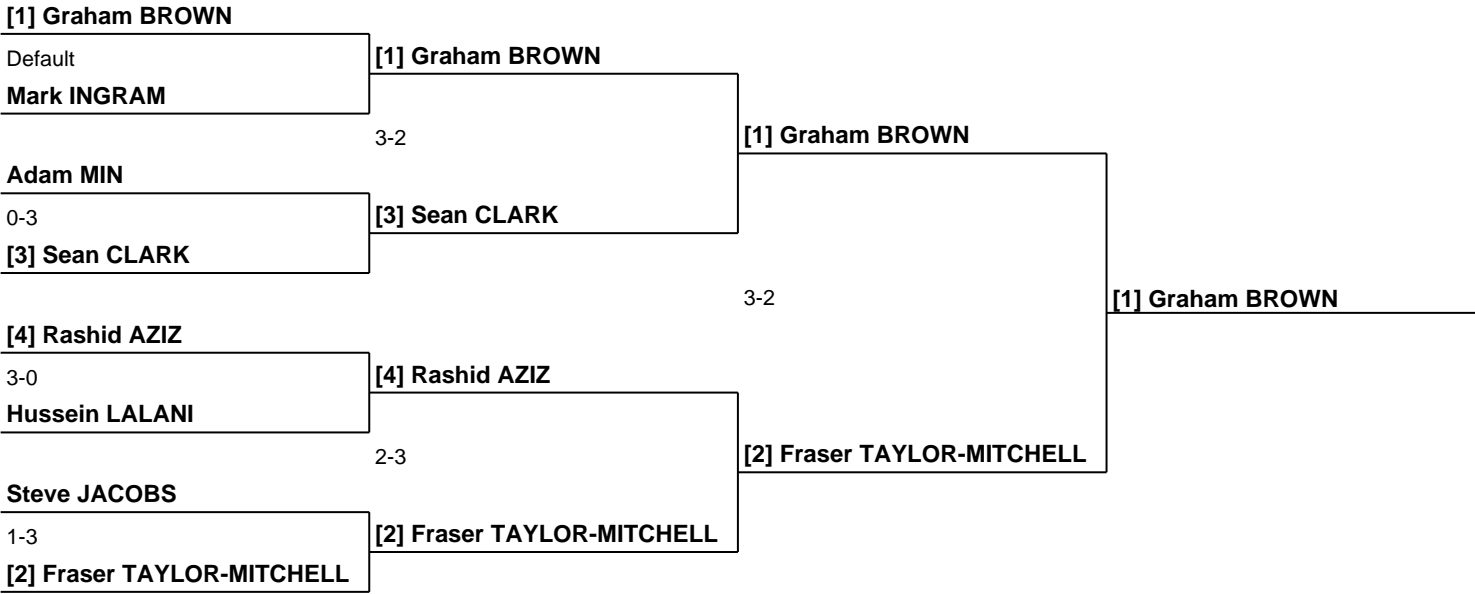 [1] Graham BROWN
Default
Mark INGRAM
Adam MIN
0-3
[3] Sean CLARK
[4] Rashid AZIZ
3-0
Hussein LALANI
Steve JACOBS
1-3
[2] Fraser TAYLOR-MITCHELL
[1] Graham BROWN
3-2
[3] Sean CLARK
[4] Rashid AZIZ
2-3
[2] Fraser TAYLOR-MITCHELL
[1] Graham BROWN
3-2
[2] Fraser TAYLOR-MITCHELL
[1] Graham BROWN